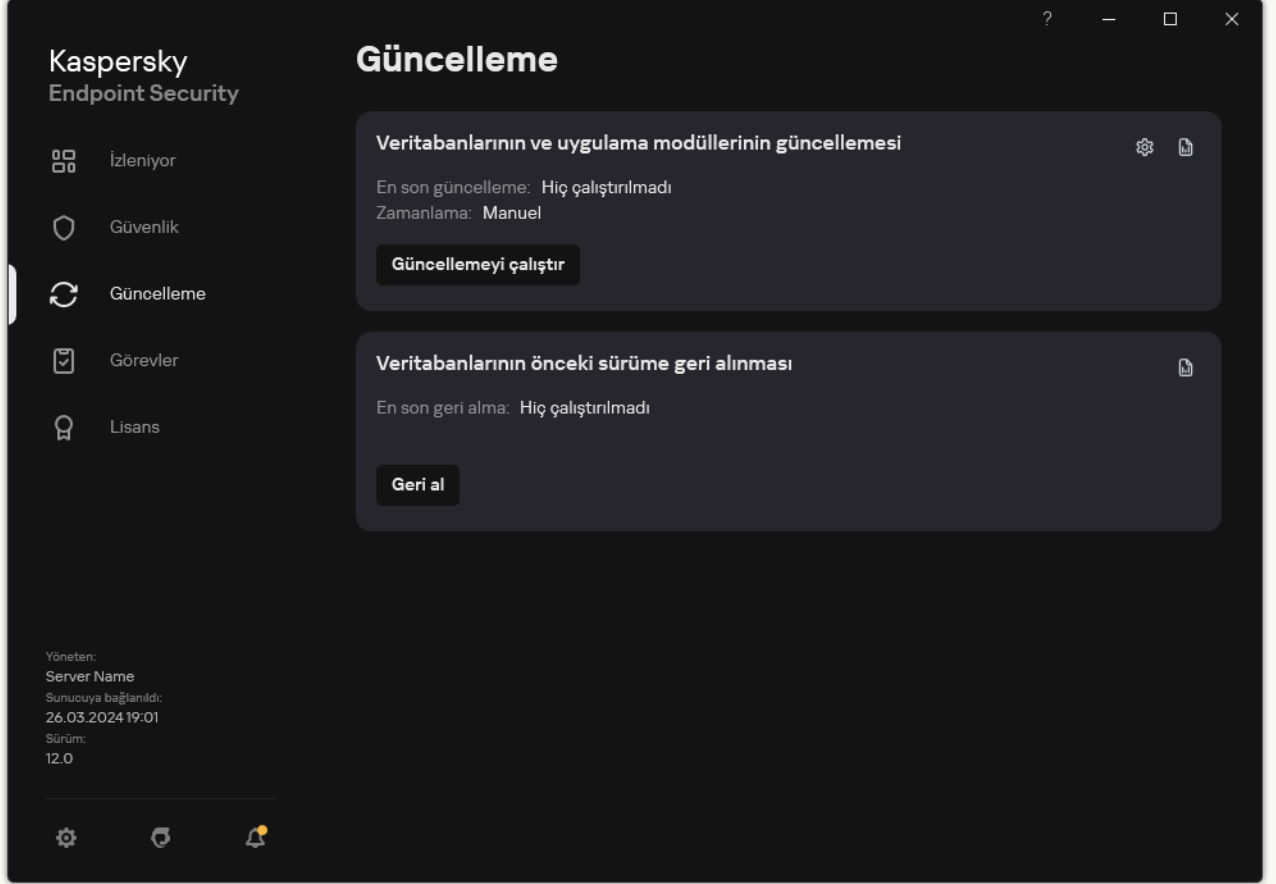 ?
Kaspersky
Endpoint Security
İzleniyor
Güvenlik
Güncelleme
Görevler
Lisans
Yöneten:
Server Name
Sunucuya bağlanıldı:
26.03.2024 19:01
Sürüm:
12.0
Güncelleme
Veritabanlarının ve uygulama modüllerinin güncellemesi
En son güncelleme: Hiç çalıştırılmadı
Zamanlama: Manuel
Güncellemeyi çalıştır
Veritabanlarının önceki sürüme geri alınması
En son geri alma: Hiç çalıştırılmadı
Geri al